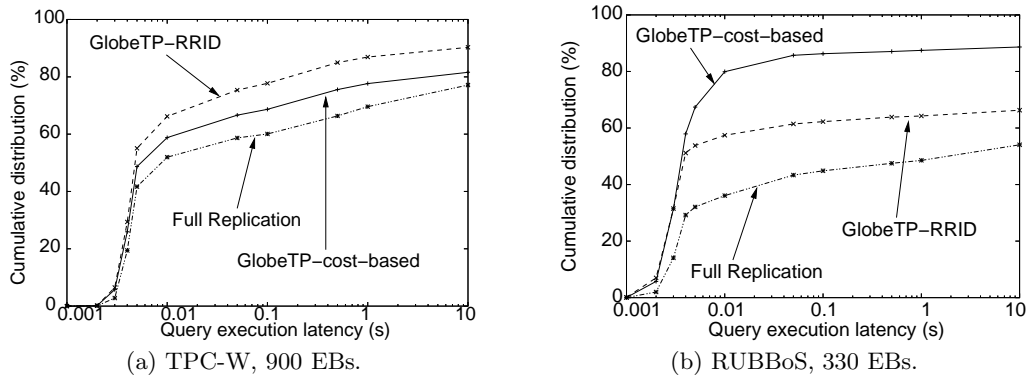 100
80
60
40
20
0
Cumulative distribution (%)
GlobeTP−RRID
Full Replication
GlobeTP−cost−based
0.001 0.01 0.1 1 10
Query execution latency (s)
(a) TPC-W, 900 EBs.
100
80
60
40
20
0
Cumulative distribution (%)
GlobeTP−cost−based
GlobeTP−RRID
Full Replication
0.001 0.01 0.1 1 10
Query execution latency (s)
(b) RUBBoS, 330 EBs.